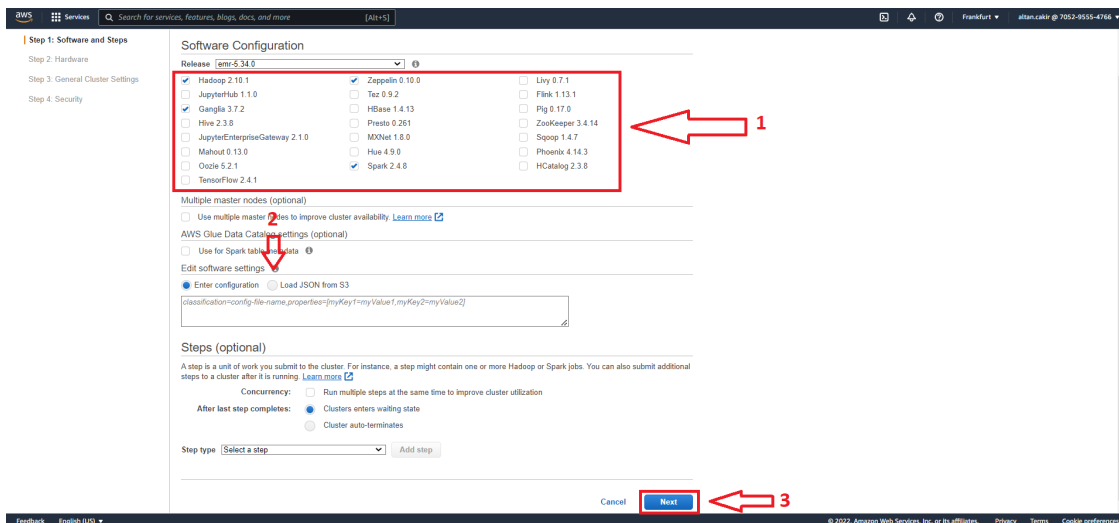 aws Services Search for services, features, blogs, docs, and more [Alt+S] Frankfurt altan.cakir @ 7052-9555-4766
Step 1: Software and Steps
Step 2: Hardware
Step 3: General Cluster Settings
Step 4: Security
Software Configuration
Release emr-5.34.0
Hadoop 2.10.1 Zeppelin 0.10.0 Livy 0.7.1
JupyterHub 1.1.0 Tez 0.9.2 Flink 1.13.1
Ganglia 3.7.2 HBase 1.4.13 Pig 0.17.0
Hive 2.3.8 Presto 0.261 ZooKeeper 3.4.14
JupyterEnterpriseGateway 2.1.0 MXNet 1.8.0 Sqoop 1.4.7
Mahout 0.13.0 Hue 4.9.0 Phoenix 4.14.3
Oozie 5.2.1 Spark 2.4.8 HCatalog 2.3.8
TensorFlow 2.4.1
1
Multiple master nodes (optional)
Use multiple master nodes to improve cluster availability. Learn more
2
AWS Glue Data Catalog settings (optional)
Use for Spark table metadata
Edit software settings
Enter configuration Load JSON from S3
classification=config-file-name,properties=[myKey1=myValue1,myKey2=myValue2]
Steps (optional)
A step is a unit of work you submit to the cluster. For instance, a step might contain one or more Hadoop or Spark jobs. You can also submit additional
steps to a cluster after it is running. Learn more
Concurrency: Run multiple steps at the same time to improve cluster utilization
After last step completes: Clusters enters waiting state
Cluster auto-terminates
Step type Select a step Add step
Cancel Next 3
Feedback English (US) © 2022, Amazon Web Services, Inc. or its affiliates. Privacy Terms Cookie preferences